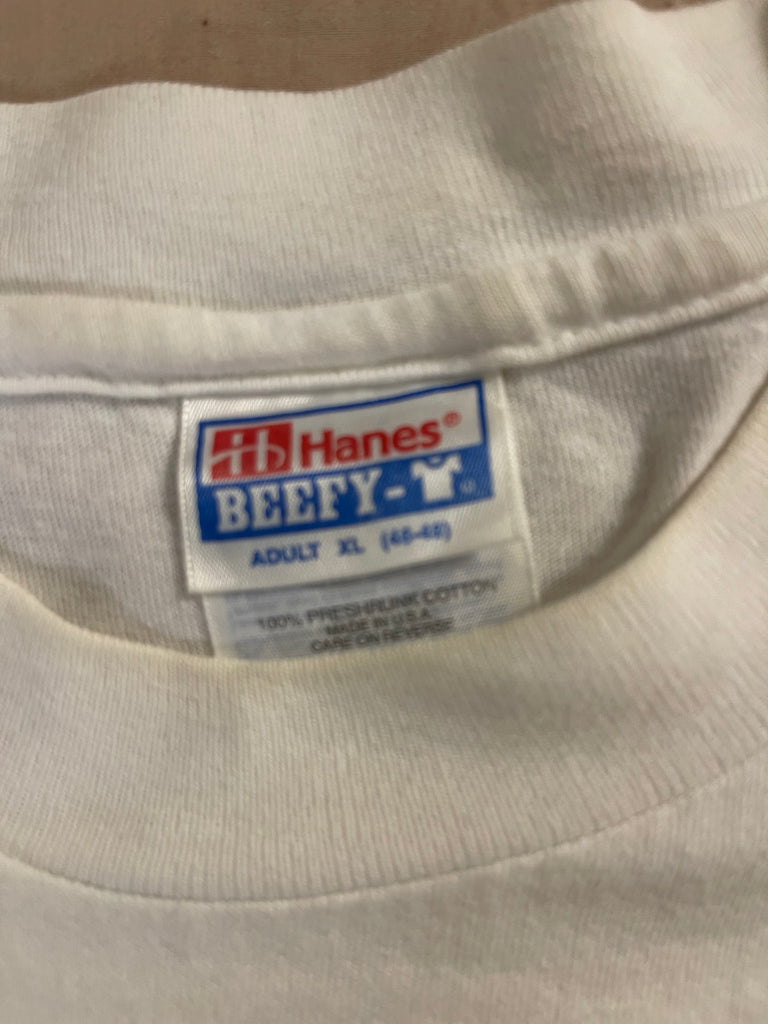 Hanes®
BEEFY-
ADULT XL (46-48)
100% PRESHRUNK COTTON
MADE IN U.S.A.
CARE ON REVERSE